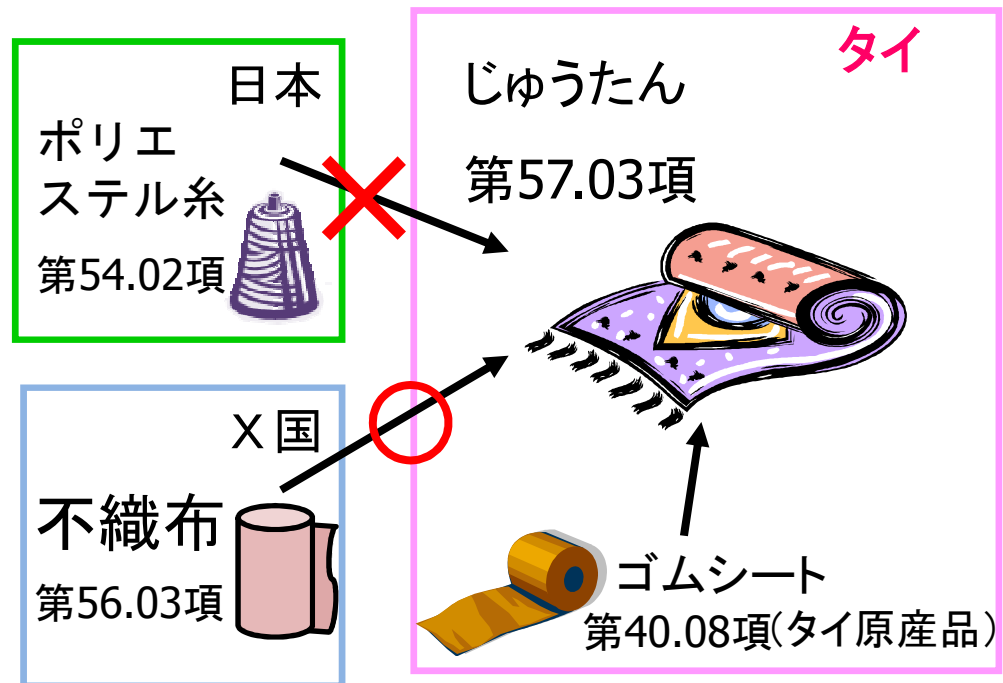 日本
ポリエ
ステル糸
第54.02項
X国
不織布
第56.03項
タイ
じゅうたん
第57.03項
ゴムシート
第40.08項(タイ原産品)